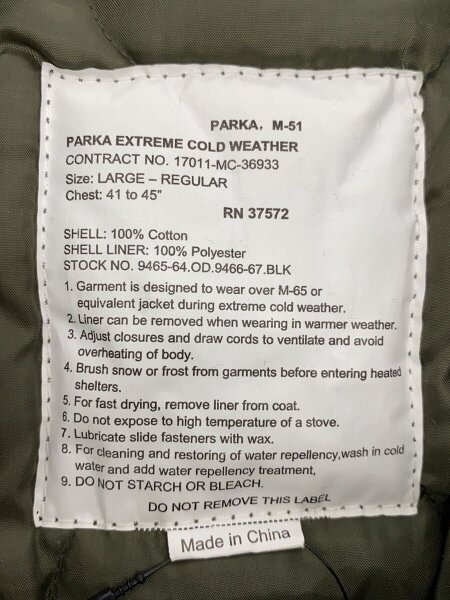 PARKA, M-51
PARKA EXTREME COLD WEATHER
CONTRACT NO. 17011-MC-36933
Size: LARGE – REGULAR
Chest: 41 to 45"
RN 37572
SHELL: 100% Cotton
SHELL LINER: 100% Polyester
STOCK NO. 9465-64.OD.9466-67.BLK
1. Garment is designed to wear over M-65 or
equivalent jacket during extreme cold weather.
2. Liner can be removed when wearing in warmer weather.
3. Adjust closures and draw cords to ventilate and avoid
overheating of body.
4. Brush snow or frost from garments before entering heated
shelters.
5. For fast drying, remove liner from coat.
6. Do not expose to high temperature of a stove.
7. Lubricate slide fasteners with wax.
8. For cleaning and restoring of water repellency,wash in cold
water and add water repellency treatment,
9. DO NOT STARCH OR BLEACH.
DO NOT REMOVE THIS LABEL
Made in China